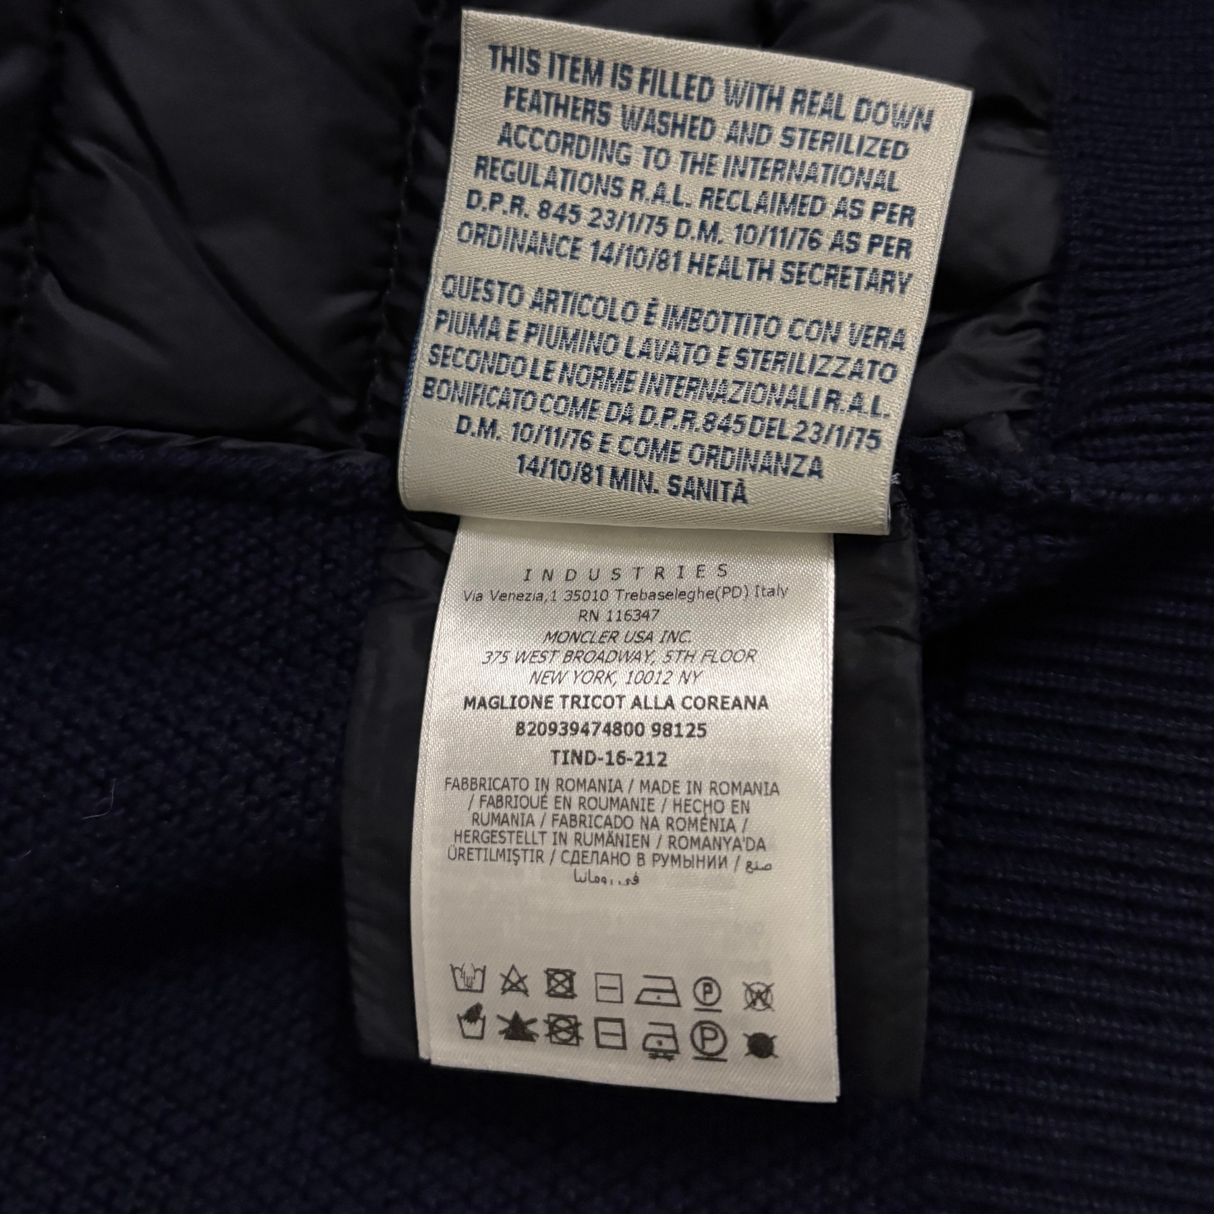 THIS ITEM IS FILLED WITH REAL DOWN
FEATHERS WASHED AND STERILIZED
ACCORDING TO THE INTERNATIONAL
REGULATIONS R.A.L. RECLAIMED AS PER
D.P.R. 845 23/1/75 D.M. 10/11/76 AS PER
ORDINANCE 14/10/81 HEALTH SECRETARY
QUESTO ARTICOLO È IMBOTTITO CON VERA
PIUMA E PIUMINO LAVATO E STERILIZZATO
SECONDO LE NORME INTERNAZIONALI R.A.L.
BONIFICATO COME DA D.P.R. 845 DEL 23/1/75
D.M. 10/11/76 E COME ORDINANZA
14/10/81 MIN. SANITÀ
INDUSTRIES
Via Venezia,1 35010 Trebaseleghe(PD) Italy
RN 116347
MONCLER USA INC.
375 WEST BROADWAY, 5TH FLOOR
NEW YORK, 10012 NY
MAGLIONE TRICOT ALLA COREANA
B20939474800 98125
TIND-16-212
FABBRICATO IN ROMANIA / MADE IN ROMANIA
/ FABRIQUÉ EN ROUMANIE / HECHO EN
RUMANIA / FABRICADO NA ROMÉNIA /
HERGESTELLT IN RUMÄNIEN / ROMANYA'DA
ÜRETILMIŞTIR / СДЕЛАНО В РУМЫНИИ / صنع
في رومانيا
P W
P